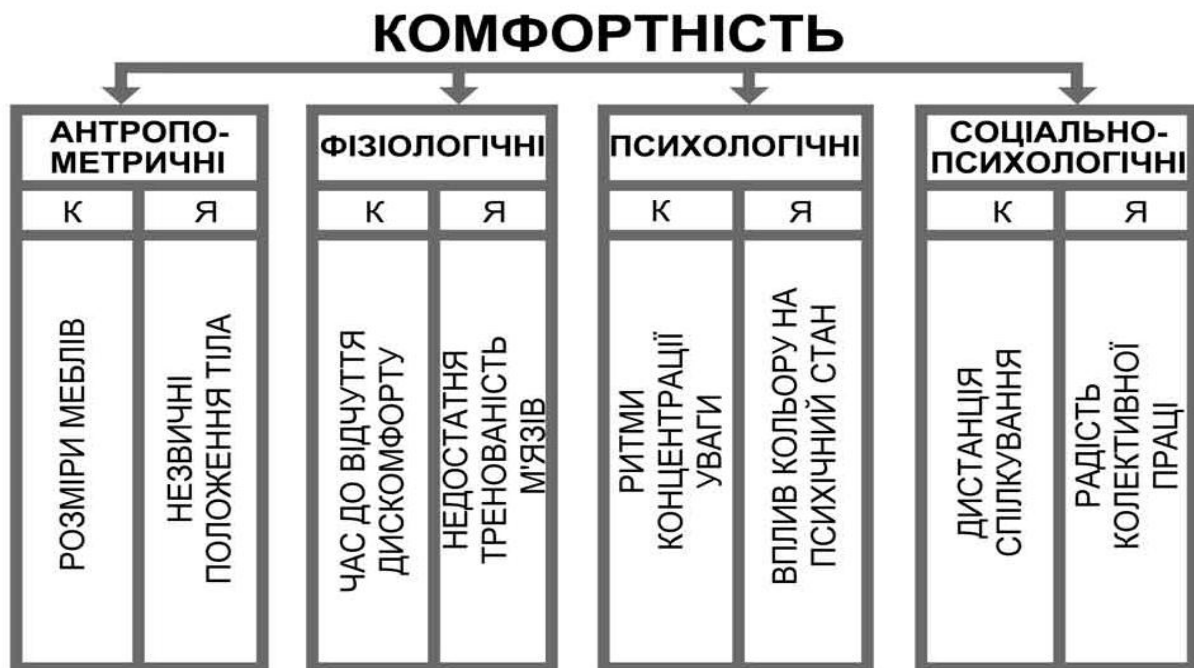 КОМФОРТНІСТЬ
АНТРОПО-
МЕТРИЧНІ
К
Я
РОЗМІРИ МЕБЛІВ
НЕЗВИЧНІ
ПОЛОЖЕННЯ ТІЛА
ФІЗІОЛОГІЧНІ
К
Я
ЧАС ДО ВІДЧУТТЯ
ДИСКОМФОРТУ
НЕДОСТАТНЯ
ТРЕНОВАНІСТЬ
М'ЯЗІВ
ПСИХОЛОГІЧНІ
К
Я
РИТМИ
КОНЦЕНТРАЦІЇ
УВАГИ
ВПЛИВ КОЛЬОРУ НА
ПСИХІЧНИЙ СТАН
СОЦІАЛЬНО-
ПСИХОЛОГІЧНІ
К
Я
ДИСТАНЦІЯ
СПІЛКУВАННЯ
РАДІСТЬ
КОЛЕКТИВНОЇ
ПРАЦІ